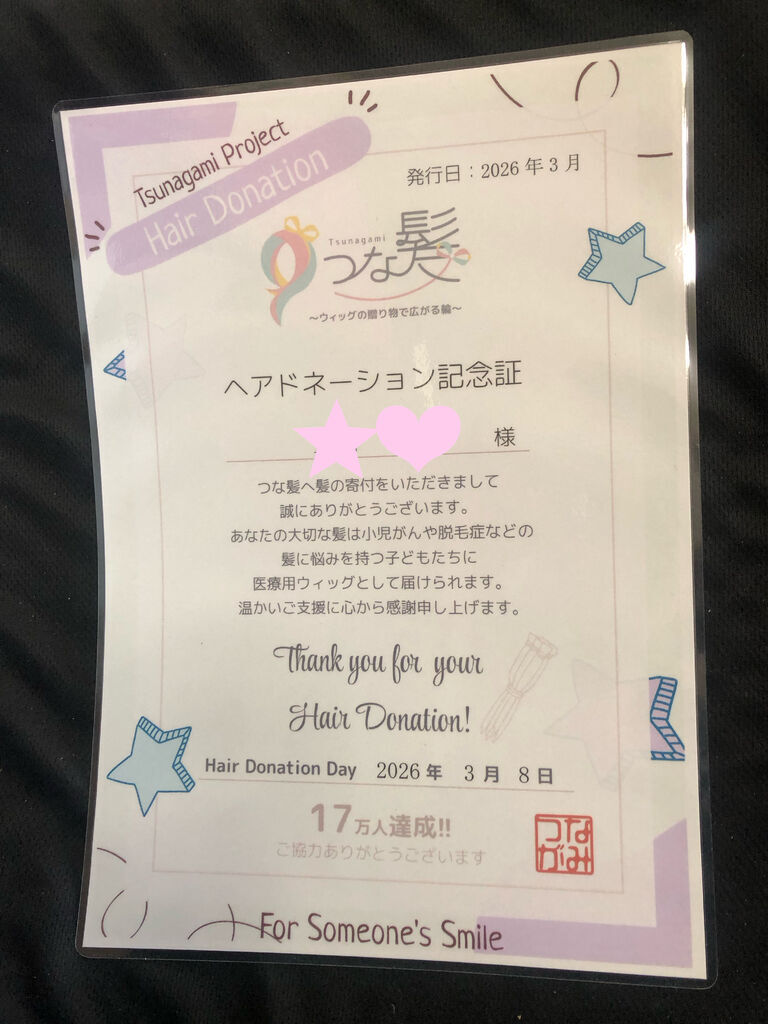 Tsunagami Project
Hair Donation
発行日：2026年3月
Tsunagami
つな髪
～ウィッグの贈り物で広がる輪～
ヘアドネーション記念証
様
つな髪へ髪の寄付をいただきまして
誠にありがとうございます。
あなたの大切な髪は小児がんや脱毛症などの
髪に悩みを持つ子どもたちに
医療用ウィッグとして届けられます。
温かいご支援に心から感謝申し上げます。
Thank you for your
Hair Donation!
Hair Donation Day 2026年 3月 8日
17万人達成!!
ご協力ありがとうございます
つな
がみ
For Someone's Smile